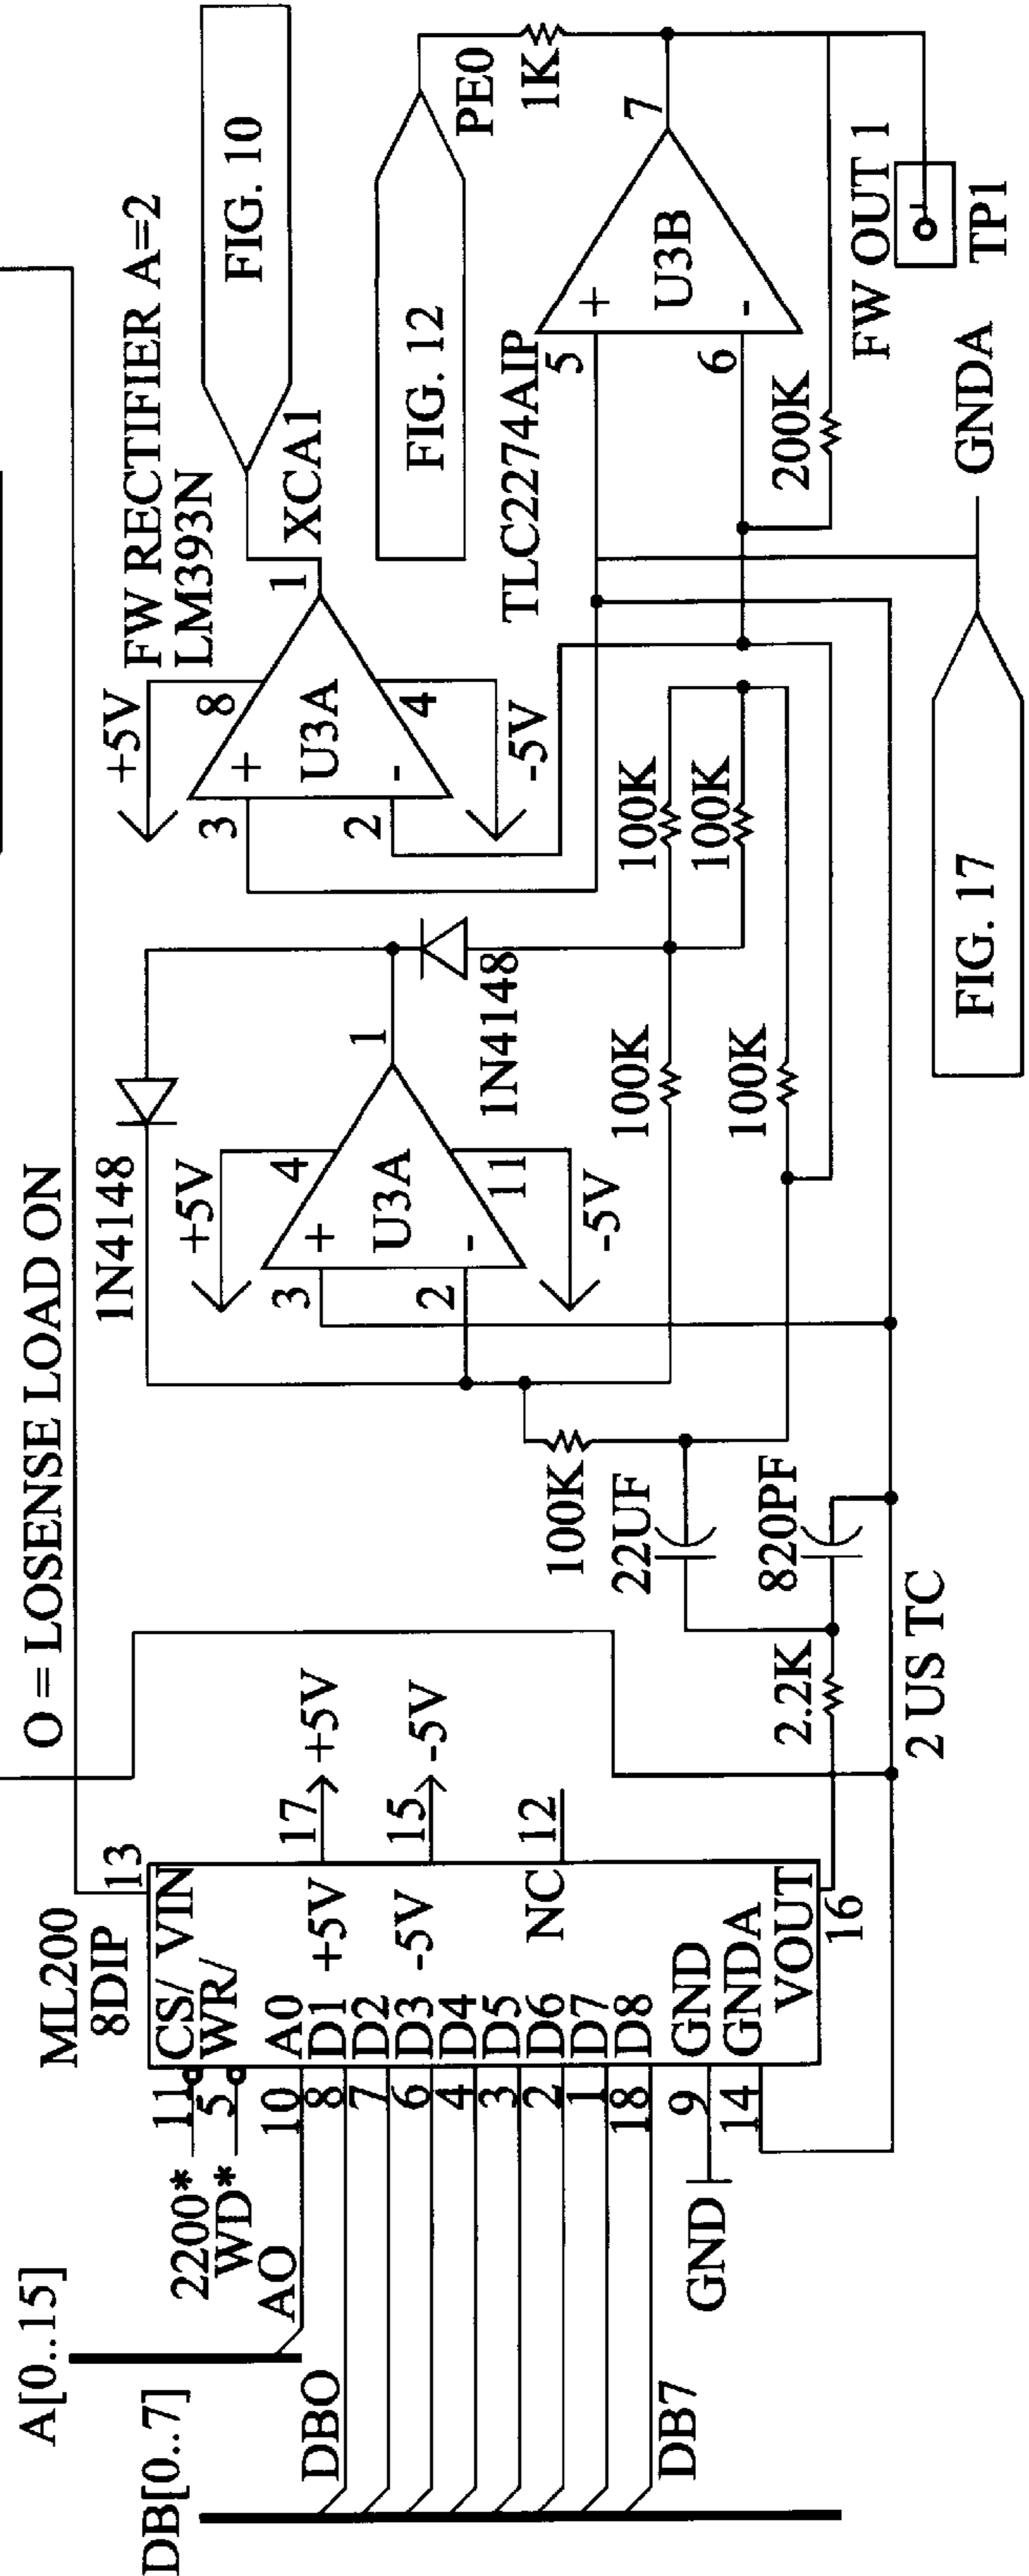 O = LOSENSE LOAD ON
A[0..15]
DB[0..7]
ML200
8DIP
2200*
WD*
AO
DBO
DB7
GND
11
5
10
8
7
6
4
3
2
1
18
9
14
CS/ VIN
WR/
A0
D1
D2
D3
D4
D5
D6
D7
D8
GND
GNDA
VOUT
+5V
-5V
NC
13
17
+5V
15
-5V
12
16
2.2K
2 US TC
100K
22UF
820PF
1N4148
+5V
4
3
2
U3A
+
-
1
11
-5V
1N4148
100K
100K
100K
100K
FW RECTIFIER A=2
LM393N
+5V
8
3
2
U3A
+
-
4
-5V
1
XCA1
FIG. 10
FIG. 12
PE0
1K
TLC2274AIP
5
6
+
-
U3B
7
200K
FW OUT 1
TP1
GNDA
FIG. 17